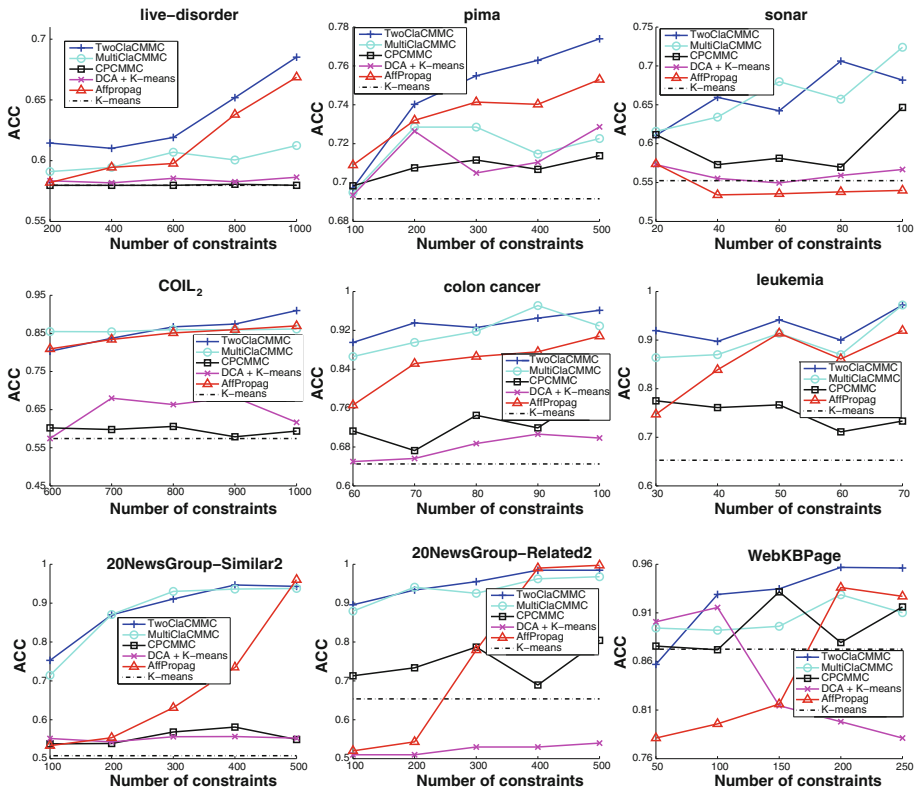 live−disorder
ACC
0.7
0.65
0.6
0.55
TwoClaCMMC
MultiClaCMMC
CPCMMC
DCA + K−means
Affpropag
K−means
200 400 600 800 1000
Number of constraints
pima
ACC
0.78
0.76
0.74
0.72
0.7
0.68
TwoClaCMMC
MultiClaCMMC
CPCMMC
DCA + K−means
AffPropag
K−means
100 200 300 400 500
Number of constraints
sonar
ACC
0.75
0.7
0.65
0.6
0.55
0.5
TwoClaCMMC
MultiClaCMMC
CPCMMC
DCA + K−means
AffPropag
K−means
20 40 60 80 100
Number of constraints
COIL2
ACC
0.95
0.85
0.75
0.65
0.55
0.45
TwoClaCMMC
MultiClaCMMC
CPCMMC
DCA + K−means
AffPropag
K−means
600 700 800 900 1000
Number of constraints
colon cancer
ACC
1
0.92
0.84
0.76
0.68
0.6
TwoClaCMMC
MultiClaCMMC
CPCMMC
DCA + K−means
AffPropag
K−means
60 70 80 90 100
Number of constraints
leukemia
ACC
1
0.9
0.8
0.7
0.6
TwoClaCMMC
MultiClaCMMC
CPCMMC
AffPropag
K−means
30 40 50 60 70
Number of constraints
20NewsGroup−Similar2
ACC
1
0.9
0.8
0.7
0.6
0.5
TwoClaCMMC
MultiClaCMMC
CPCMMC
DCA + K−means
AffPropag
K−means
100 200 300 400 500
Number of constraints
20NewsGroup−Related2
ACC
1
0.9
0.8
0.7
0.6
0.5
TwoClaCMMC
MultiClaCMMC
CPCMMC
DCA + K−means
AffPropag
K−means
100 200 300 400 500
Number of constraints
WebKBPage
ACC
0.96
0.91
0.86
0.81
0.76
TwoClaCMMC
MultiClaCMMC
CPCMMC
DCA + K−means
AffPropag
K−means
50 100 150 200 250
Number of constraints